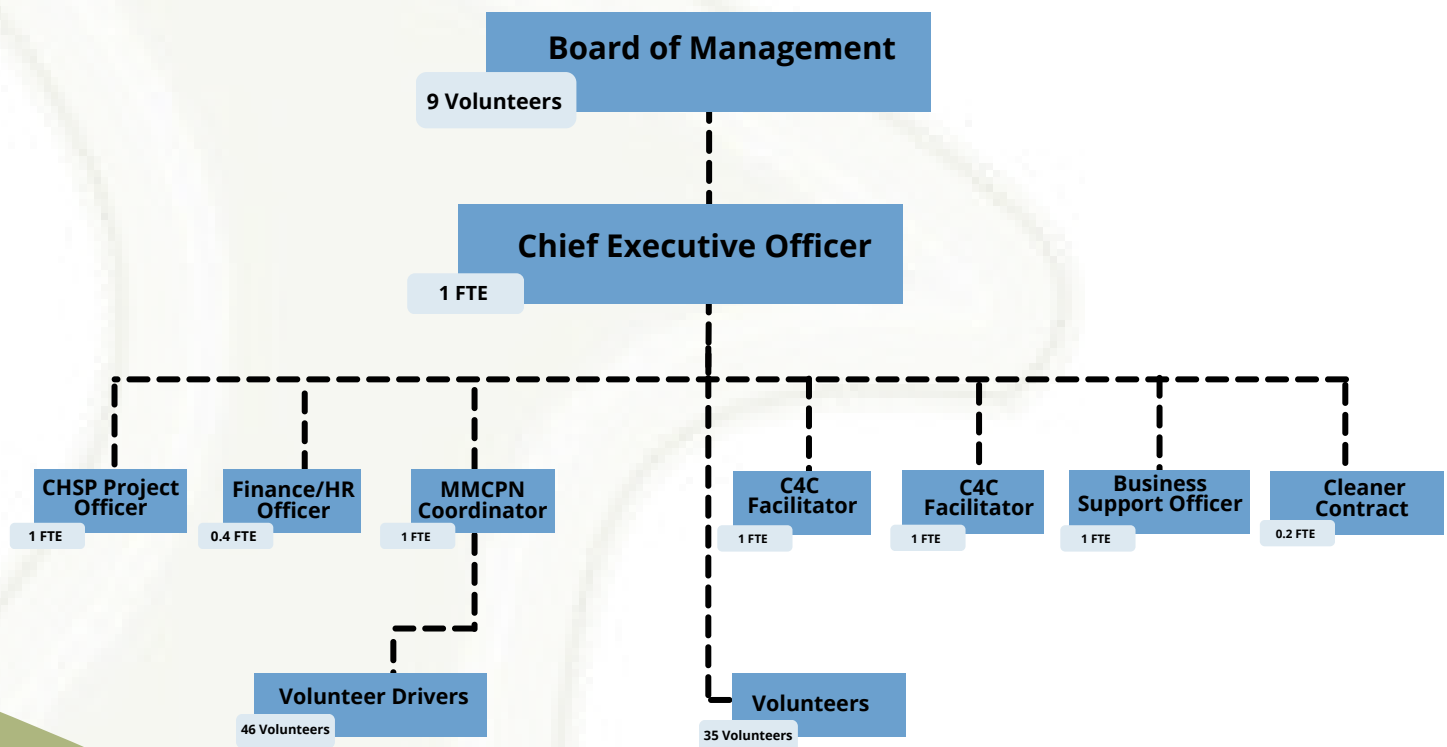 Board of Management
9 Volunteers
Chief Executive Officer
1 FTE
CHSP Project
Officer
1 FTE
Finance/HR
Officer
0.4 FTE
MMCPN
Coordinator
1 FTE
C4C
Facilitator
1 FTE
C4C
Facilitator
1 FTE
Business
Support Officer
1 FTE
Cleaner
Contract
0.2 FTE
Volunteer Drivers
46 Volunteers
Volunteers
35 Volunteers